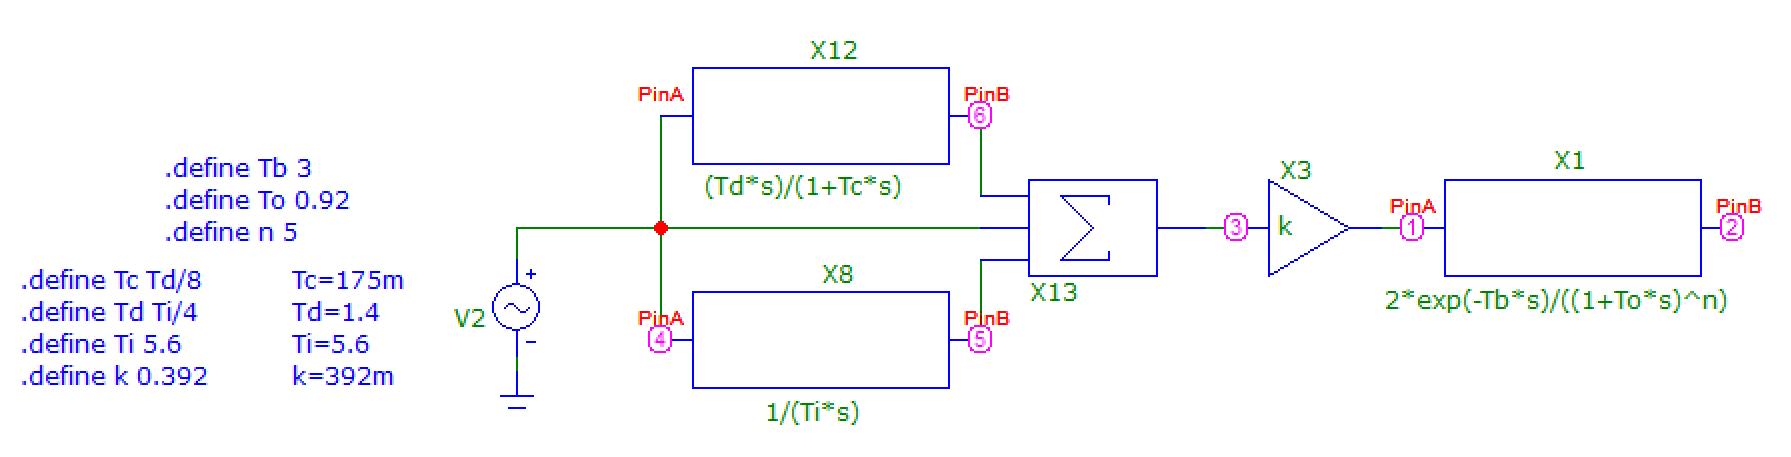 X12
PinA
PinB
6
(Td*s)/(1+Tc*s)
.define Tb 3
.define To 0.92
.define n 5
.define Tc Td/8
Tc=175m
.define Td Ti/4
Td=1.4
.define Ti 5.6
Ti=5.6
.define k 0.392
k=392m
V2
+
-
X8
PinA
4
PinB
5
1/(Ti*s)
Σ
X13
3
X3
k
PinA
1
X1
PinB
2
2*exp(-Tb*s)/((1+To*s)^n)